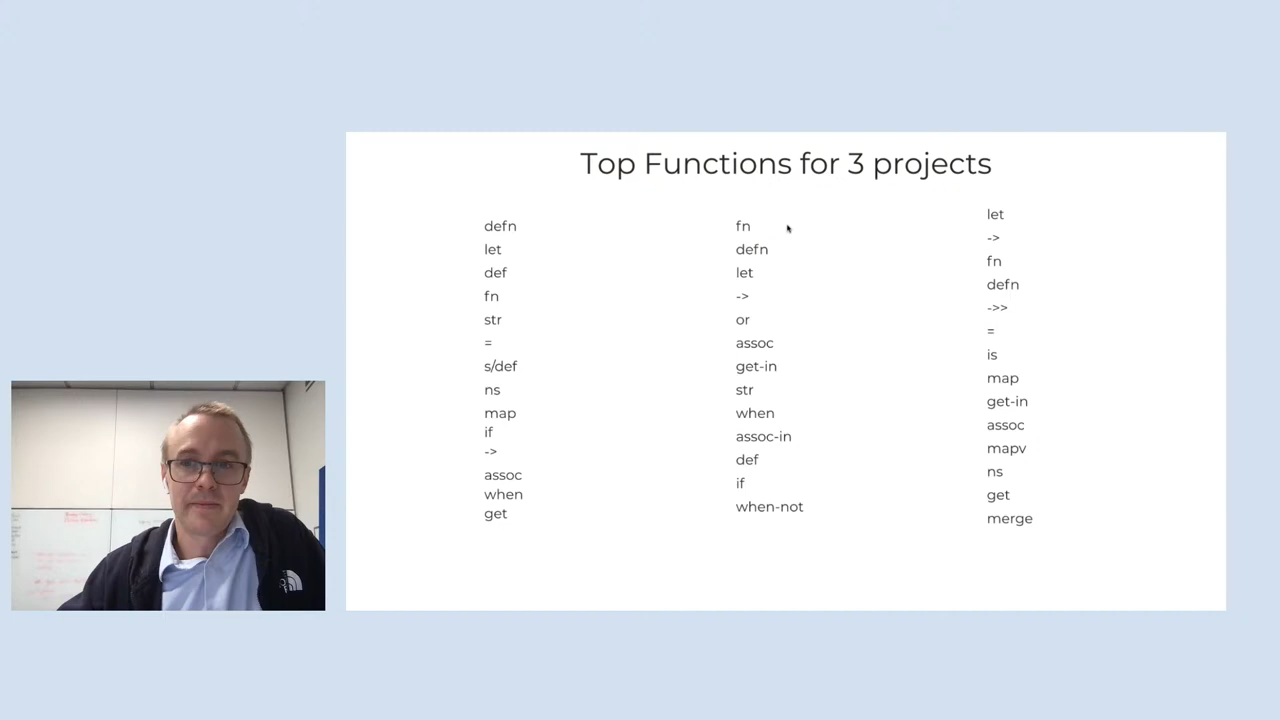 Top Functions for 3 projects
defn
let
def
fn
str
=
s/def
ns
map
if
->
assoc
when
get
fn
defn
let
->
or
assoc
get-in
str
when
assoc-in
def
if
when-not
let
->
fn
defn
->>
=
is
map
get-in
assoc
mapv
ns
get
merge